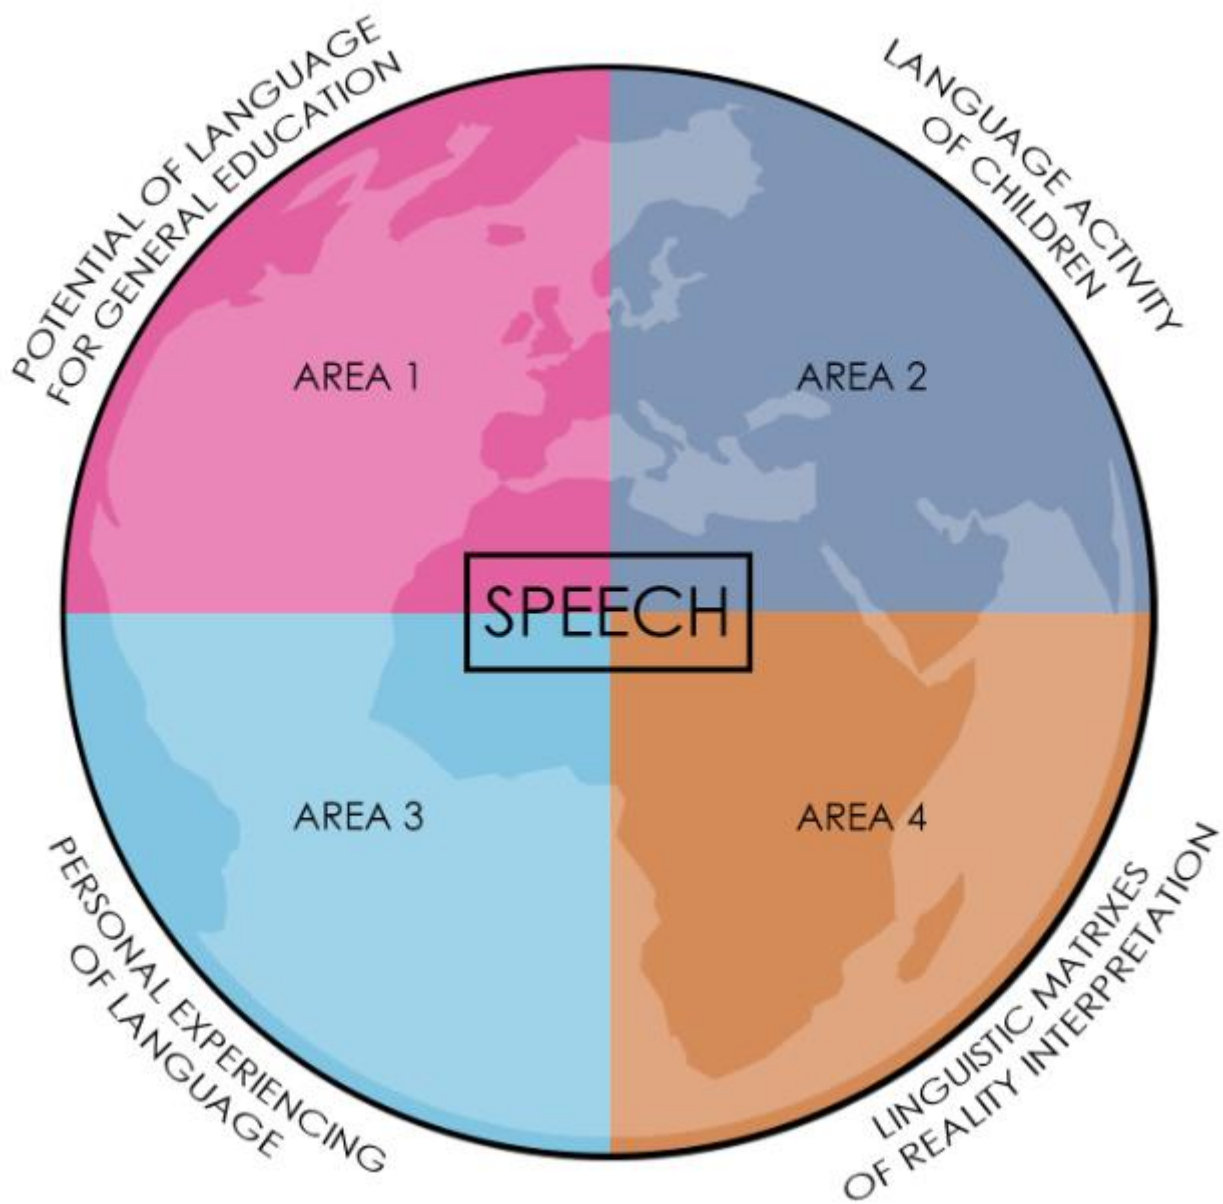 POTENTIAL OF LANGUAGE
FOR GENERAL EDUCATION
LANGUAGE ACTIVITY
OF CHILDREN
AREA 1
AREA 2
SPEECH
AREA 3
AREA 4
PERSONAL EXPERIENCING
OF LANGUAGE
LINGUISTIC MATRIXES
OF REALITY INTERPRETATION